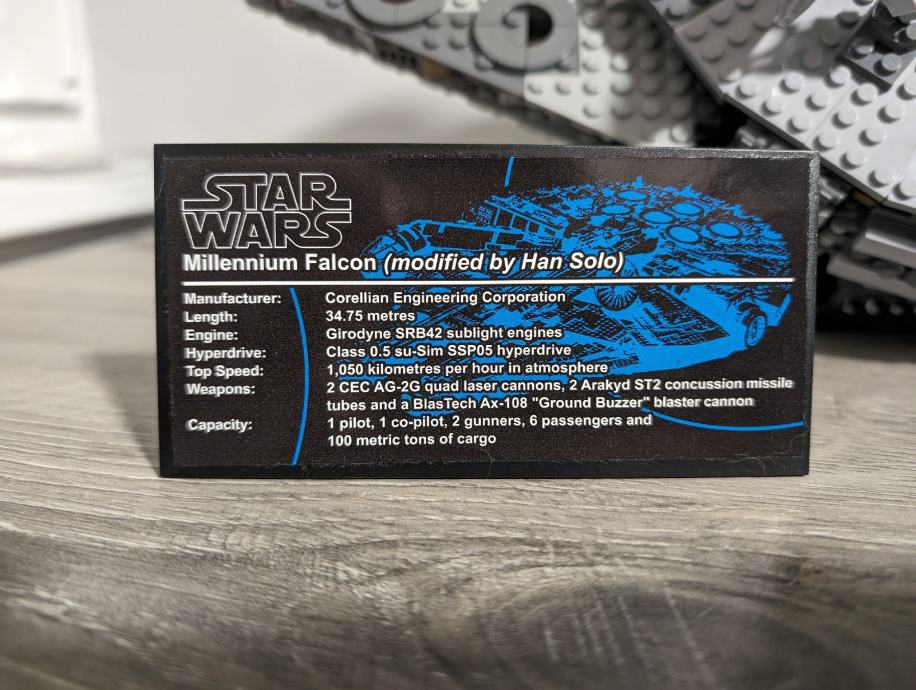 STAR
WARS
Millennium Falcon (modified by Han Solo)
Manufacturer: Corellian Engineering Corporation
Length: 34.75 metres
Engine: Girodyne SRB42 sublight engines
Hyperdrive: Class 0.5 su-Sim SSP05 hyperdrive
Top Speed: 1,050 kilometres per hour in atmosphere
Weapons: 2 CEC AG-2G quad laser cannons, 2 Arakyd ST2 concussion missile
tubes and a BlasTech Ax-108 "Ground Buzzer" blaster cannon
Capacity: 1 pilot, 1 co-pilot, 2 gunners, 6 passengers and
100 metric tons of cargo